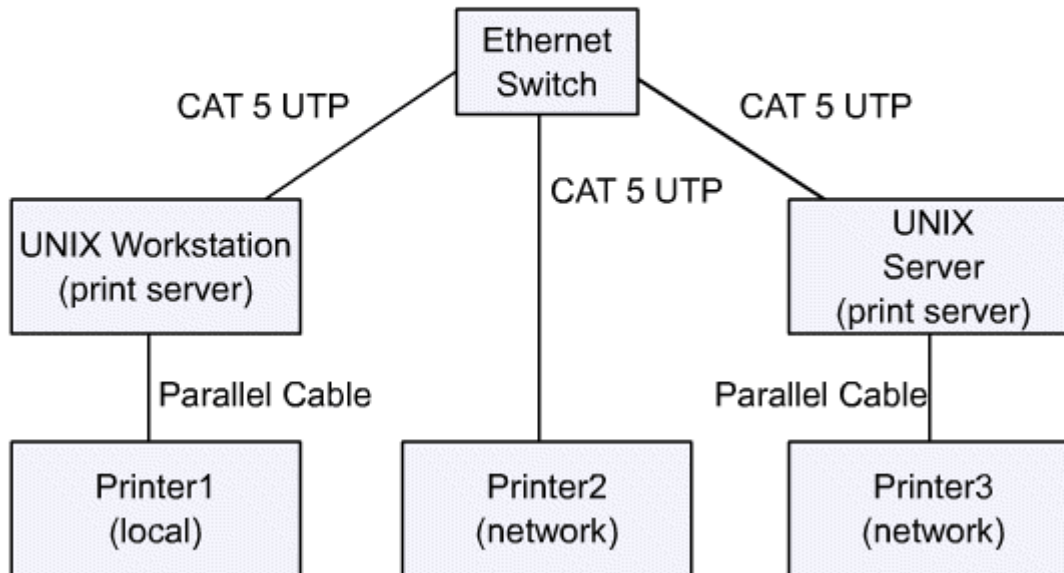 Ethernet
Switch
CAT 5 UTP
CAT 5 UTP
CAT 5 UTP
UNIX Workstation
(print server)
UNIX
Server
(print server)
Parallel Cable
Parallel Cable
Printer1
(local)
Printer2
(network)
Printer3
(network)